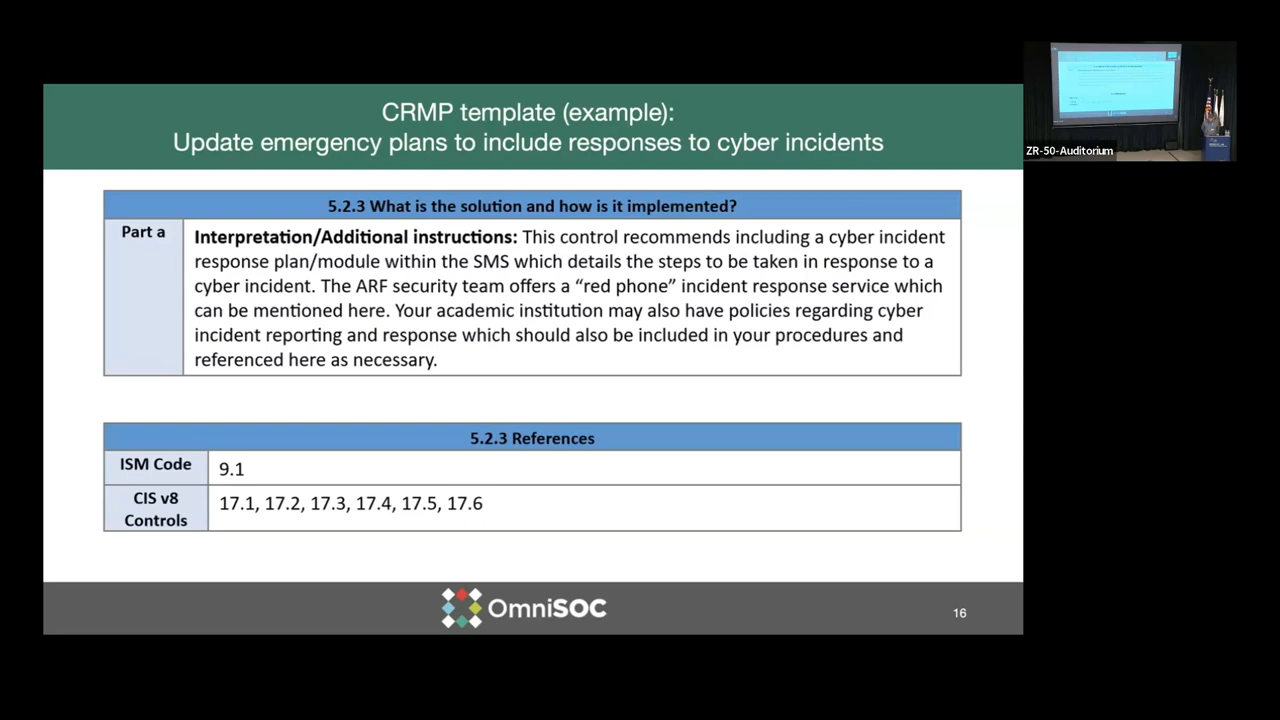 CRMP template (example):
Update emergency plans to include responses to cyber incidents
5.2.3 What is the solution and how is it implemented?
Part a
Interpretation/Additional instructions: This control recommends including a cyber incident
response plan/module within the SMS which details the steps to be taken in response to a
cyber incident. The ARF security team offers a “red phone” incident response service which
can be mentioned here. Your academic institution may also have policies regarding cyber
incident reporting and response which should also be included in your procedures and
referenced here as necessary.
5.2.3 References
ISM Code
9.1
CIS v8
Controls
17.1, 17.2, 17.3, 17.4, 17.5, 17.6
OmniSOC
16
ZR-50-Auditorium